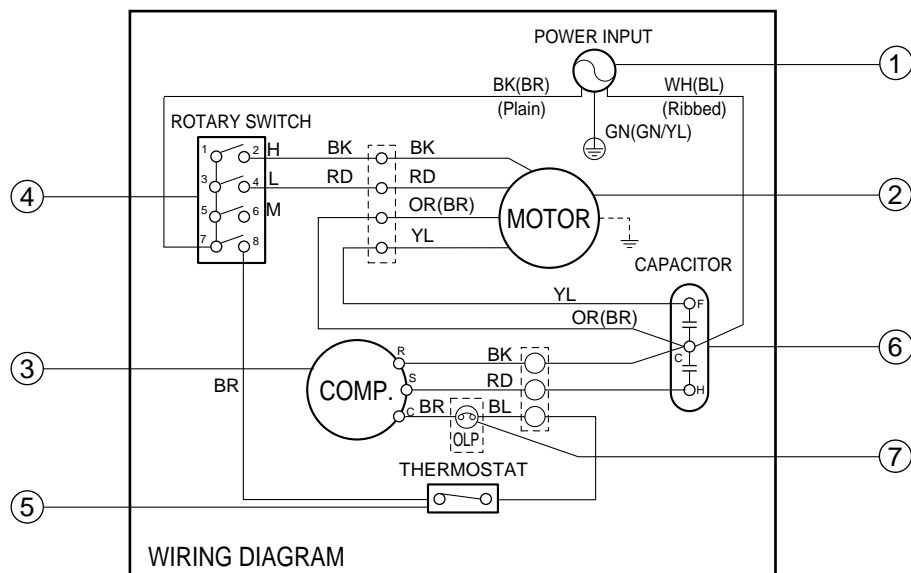 POWER INPUT
1
BK(BR)
(Plain)
WH(BL)
(Ribbed)
GN(GN/YL)
ROTARY SWITCH
1 2 H
3 4 L
5 6 M
7 8
BK BK
RD RD
OR(BR)
YL
MOTOR
4
2
CAPACITOR
F
C
H
YL
OR(BR)
6
3
COMP.
R
S
C
BK
RD
BR BL
OLP
BR
7
THERMOSTAT
5
WIRING DIAGRAM